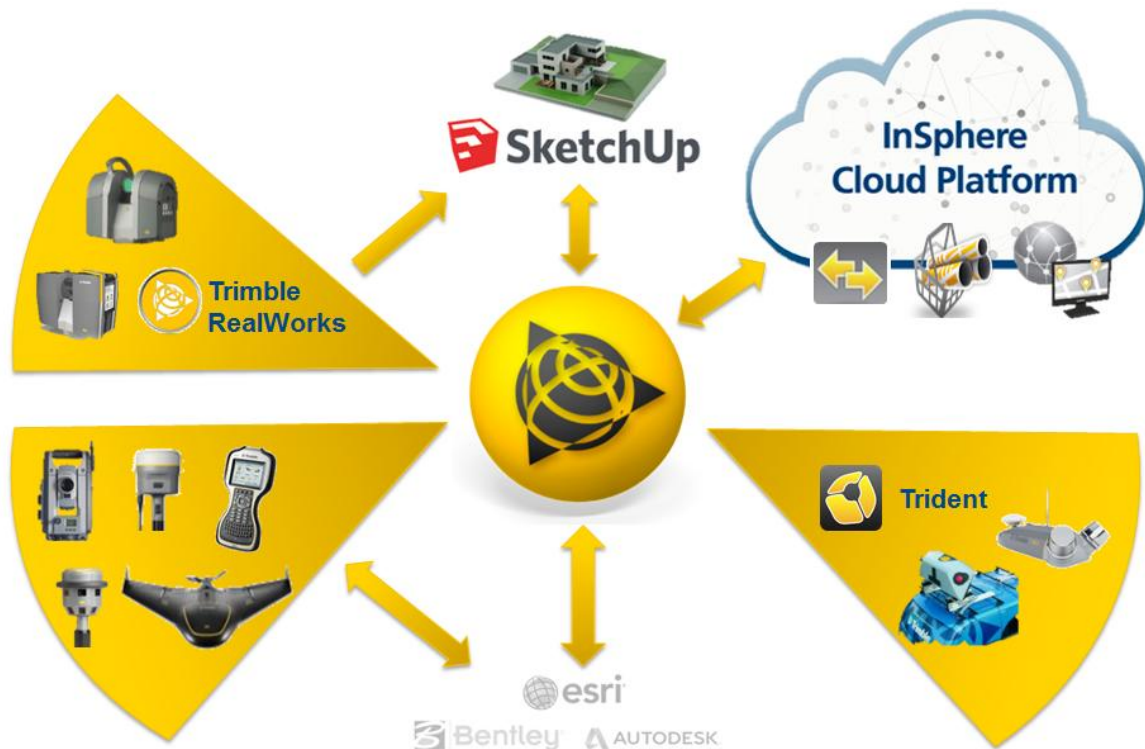 SketchUp
InSphere
Cloud Platform
Trimble
RealWorks
Trident
esri
Bentley
AUTODESK